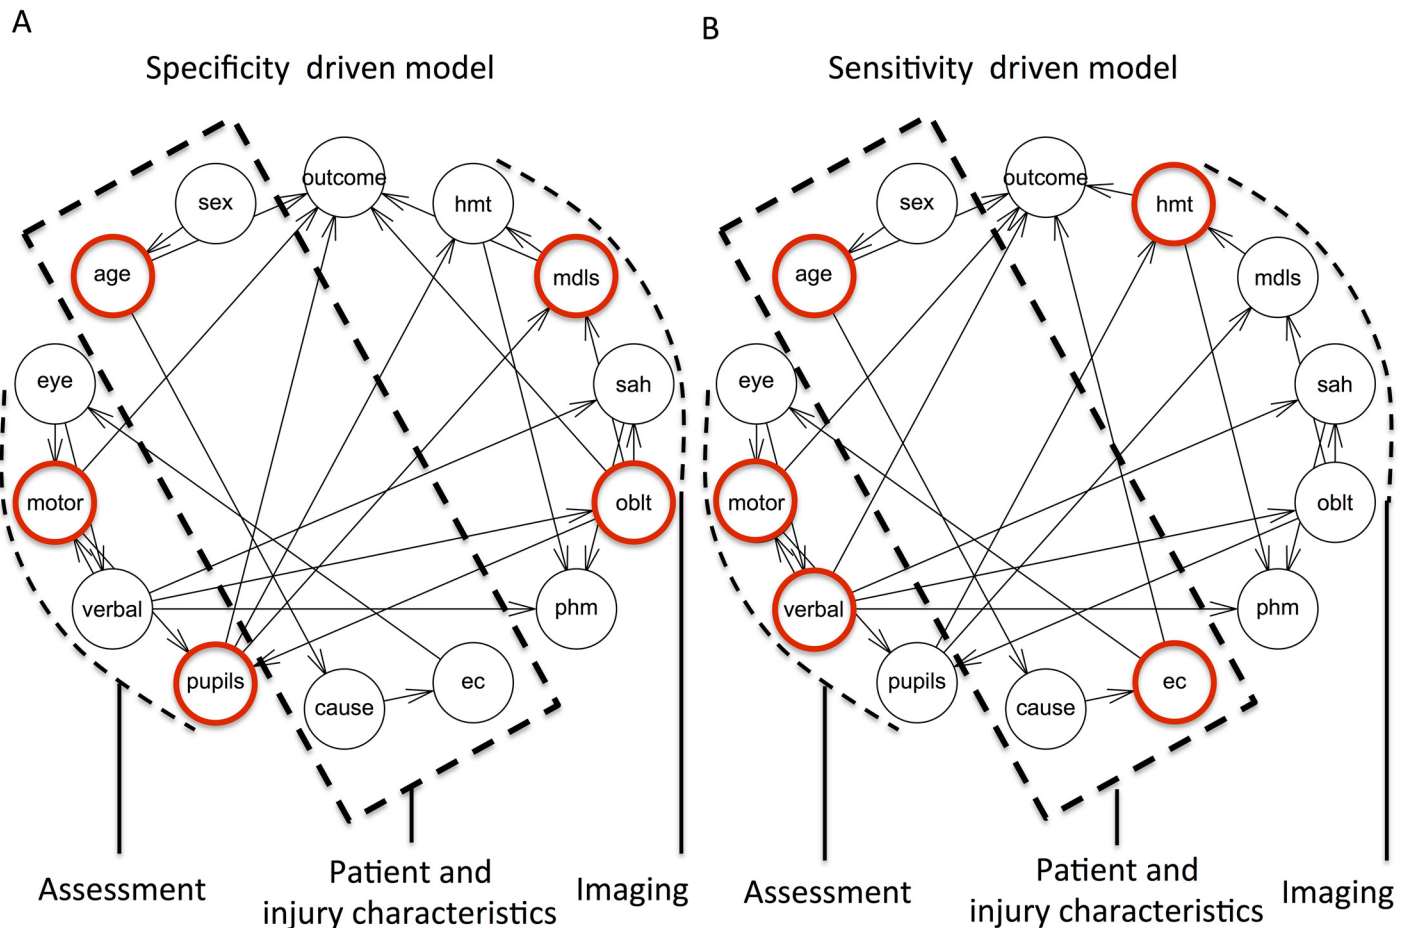 A
Specificity driven model
outcome
sex
hmt
age
mdls
eye
sah
motor
oblt
verbal
phm
pupils
cause
ec
Assessment
Patient and
injury characteristics
Imaging
B
Sensitivity driven model
outcome
sex
hmt
age
mdls
eye
sah
motor
oblt
verbal
phm
pupils
cause
ec
Assessment
Patient and
injury characteristics
Imaging